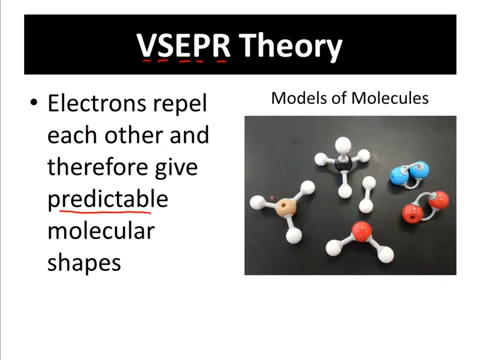 VSEPR Theory
• Electrons repel
each other and
therefore give
predictable
molecular
shapes
Models of Molecules